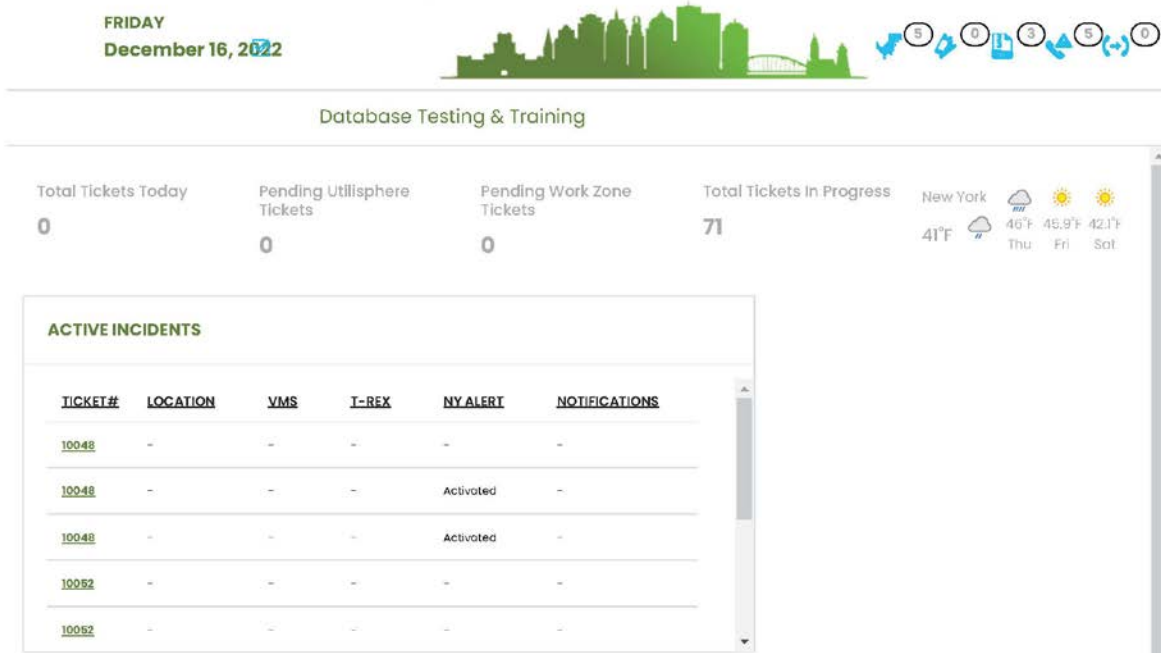 FRIDAY
December 16, 2022
5 0 3 5 0
Database Testing & Training
Total Tickets Today
0
Pending Utilisphere
Tickets
0
Pending Work Zone
Tickets
0
Total Tickets In Progress
71
New York
41°F
46°F 45.9°F 42.1°F
Thu Fri Sat
ACTIVE INCIDENTS
TICKET# LOCATION VMS T-REX NY ALERT NOTIFICATIONS
10048 - - - - -
10048 - - - Activated -
10048 - - - Activated -
10052 - - - - -
10052 - - - - -